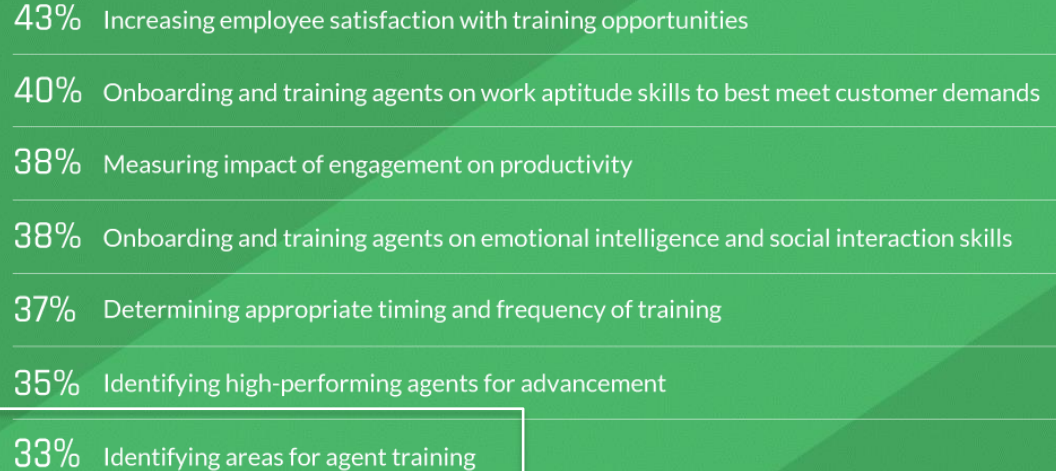 43% Increasing employee satisfaction with training opportunities
40% Onboarding and training agents on work aptitude skills to best meet customer demands
38% Measuring impact of engagement on productivity
38% Onboarding and training agents on emotional intelligence and social interaction skills
37% Determining appropriate timing and frequency of training
35% Identifying high-performing agents for advancement
33% Identifying areas for agent training